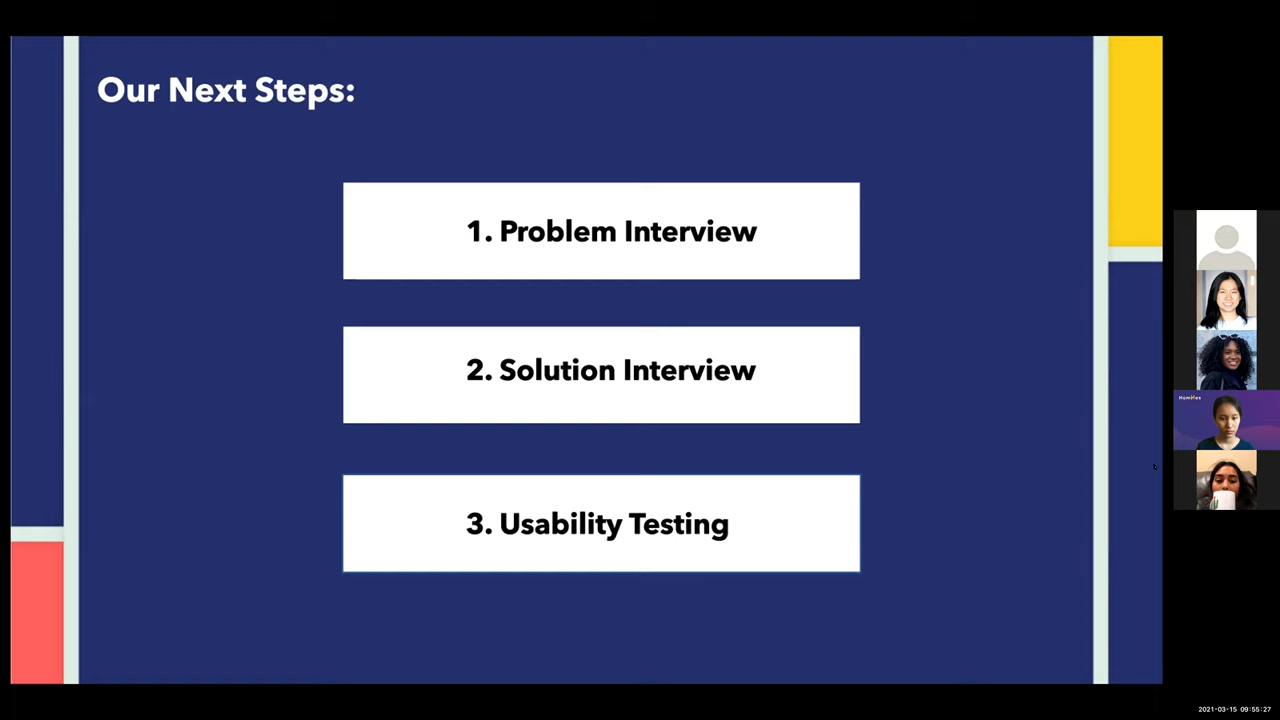 Our Next Steps:
1. Problem Interview
2. Solution Interview
3. Usability Testing
2021-03-15 09:55:27